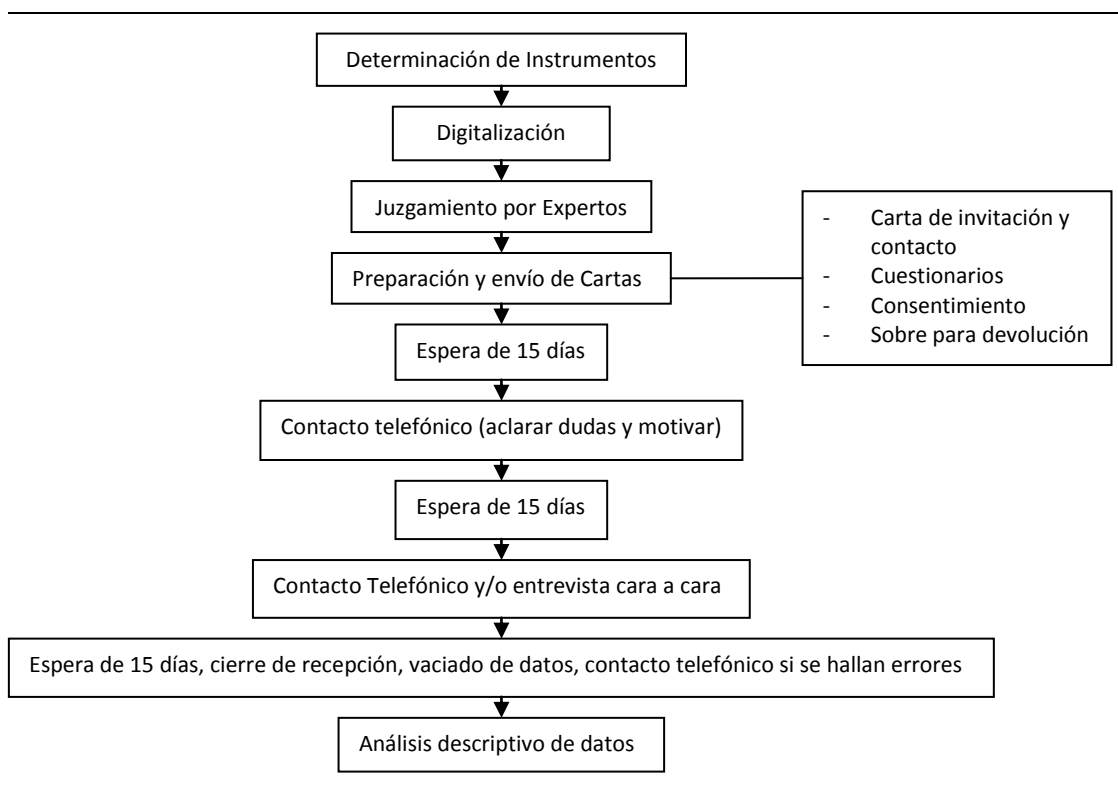 Determinación de Instrumentos
Digitalización
Juzgamiento por Expertos
Preparación y envío de Cartas
- Carta de invitación y
contacto
- Cuestionarios
- Consentimiento
- Sobre para devolución
Espera de 15 días
Contacto telefónico (aclarar dudas y motivar)
Espera de 15 días
Contacto Telefónico y/o entrevista cara a cara
Espera de 15 días, cierre de recepción, vaciado de datos, contacto telefónico si se hallan errores
Análisis descriptivo de datos